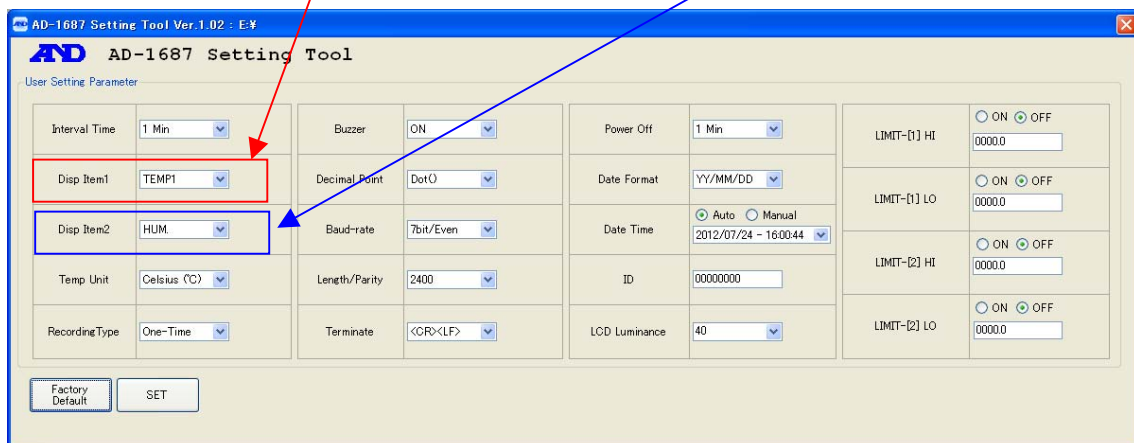 AD-1687 Setting Tool Ver.1.02 : E:¥
AND AD-1687 Setting Tool
User Setting Parameter
Interval Time 1 Min
Disp Item1 TEMP1
Disp Item2 HUM.
Temp Unit Celsius (℃)
RecordingType One-Time
Buzzer ON
Decimal Point Dot()
Baud-rate 7bit/Even
Length/Parity 2400
Terminate <CR><LF>
Power Off 1 Min
Date Format YY/MM/DD
Date Time Auto Manual
2012/07/24 - 16:00:44
ID 00000000
LCD Luminance 40
LIMIT-[1] HI ON OFF
0000.0
LIMIT-[1] LO ON OFF
0000.0
LIMIT-[2] HI ON OFF
0000.0
LIMIT-[2] LO ON OFF
0000.0
Factory
Default
SET